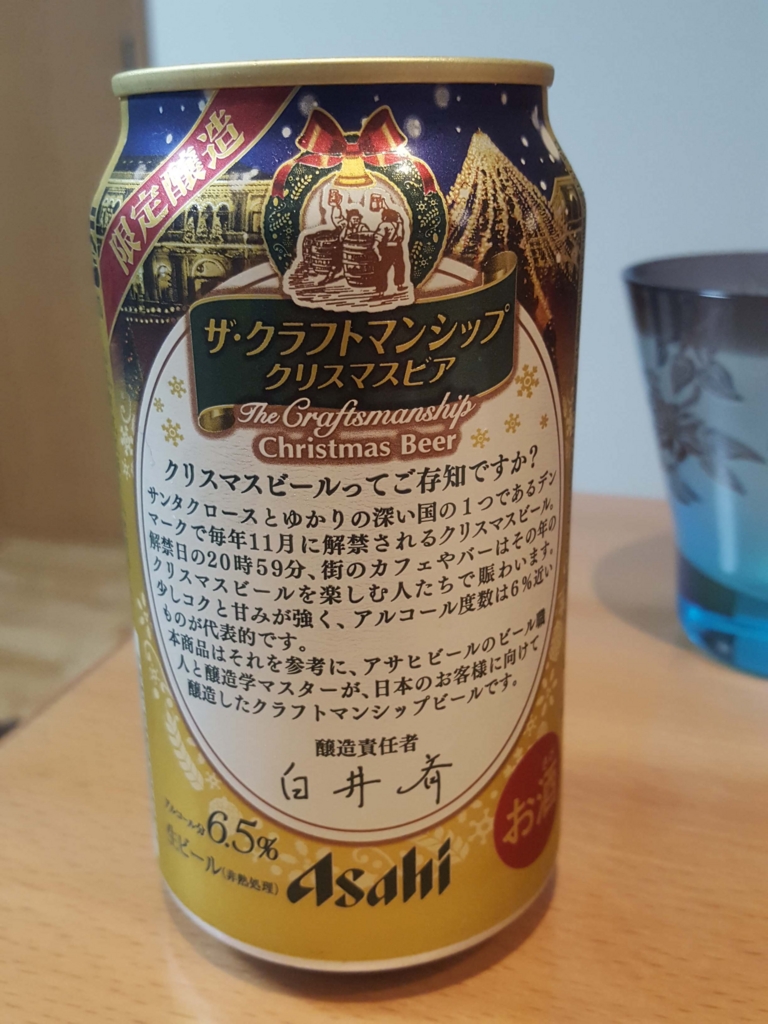 限定醸造
ザ・クラフトマンシップ
クリスマスビア
The Craftsmanship
Christmas Beer
クリスマスビールってご存知ですか?
サンタクロースとゆかりの深い国の1つであるデン
マークで毎年11月に解禁されるクリスマスビール。
解禁日の20時59分、街のカフェやバーはその年の
クリスマスビールを楽しむ人たちで賑わいます。
少しコクと甘みが強く、アルコール度数は6%近い
ものが代表的です。
本商品はそれを参考に、アサヒビールのビール職
人と醸造学マスターが、日本のお客様に向けて
醸造したクラフトマンシップビールです。
醸造責任者
白井
アルコール分6.5%
生ビール(非熱処理)
お酒
Asahi